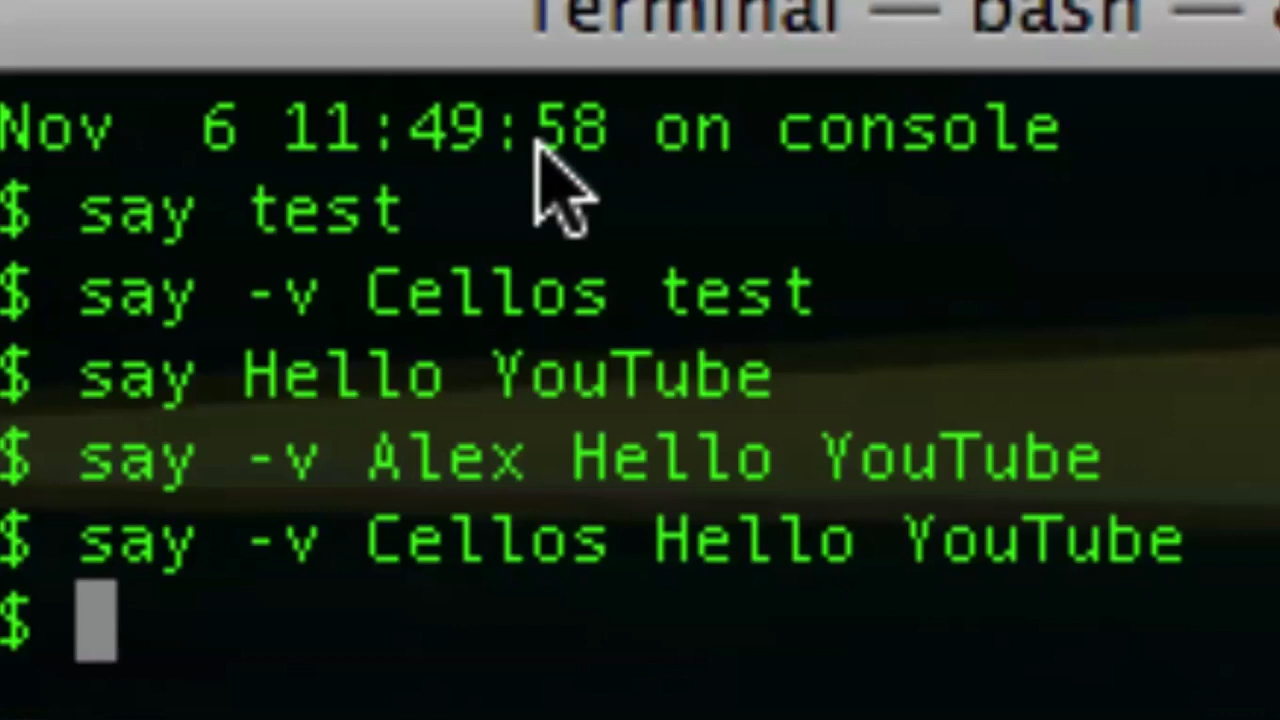 Terminal — bash —
Nov  6 11:49:58 on console
$ say test
$ say -v Cellos test
$ say Hello YouTube
$ say -v Alex Hello YouTube
$ say -v Cellos Hello YouTube
$